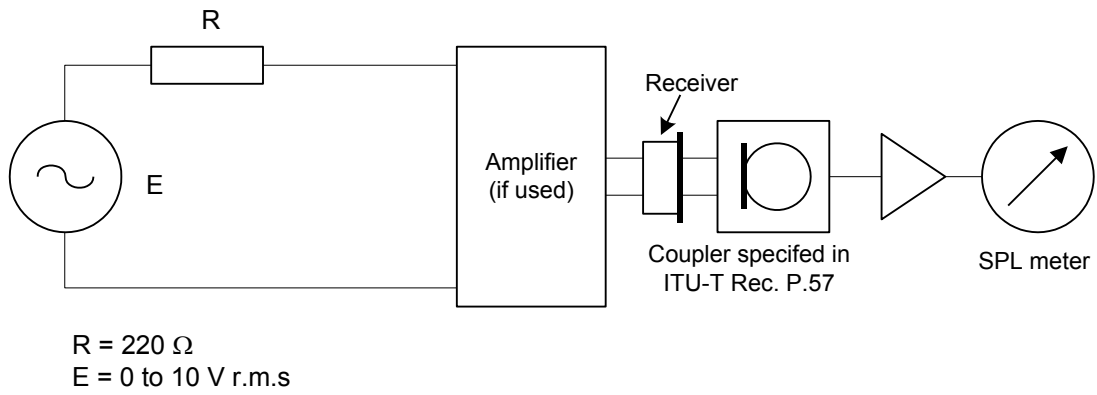 R
Receiver
E
Amplifier
(if used)
Coupler specifed in
ITU-T Rec. P.57
SPL meter
R = 220 Ω
E = 0 to 10 V r.m.s